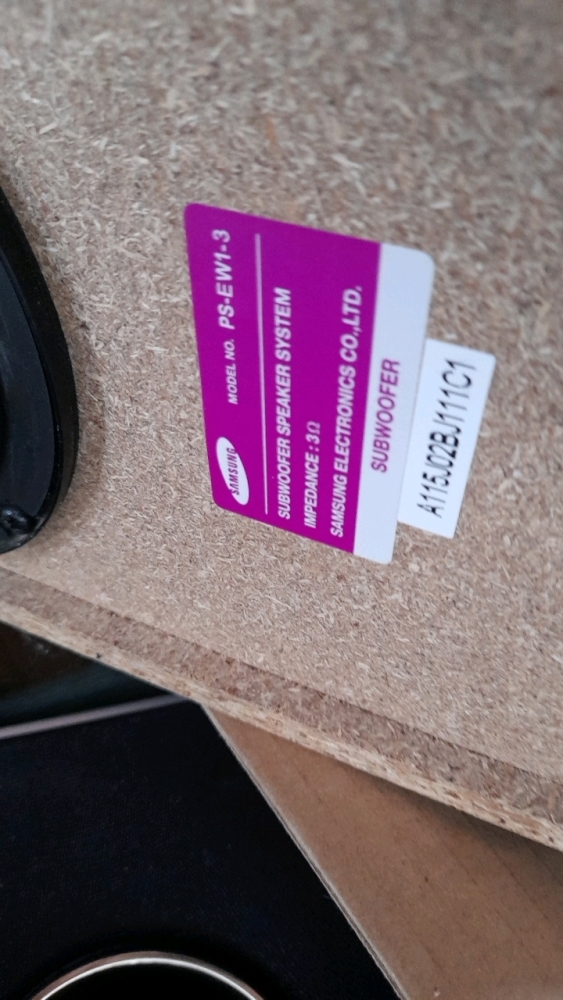 SAMSUNG MODEL NO. PS-EW1-3
SUBWOOFER SPEAKER SYSTEM
IMPEDANCE : 3Ω
SAMSUNG ELECTRONICS CO.,LTD.
SUBWOOFER
A115J02BJ111C1